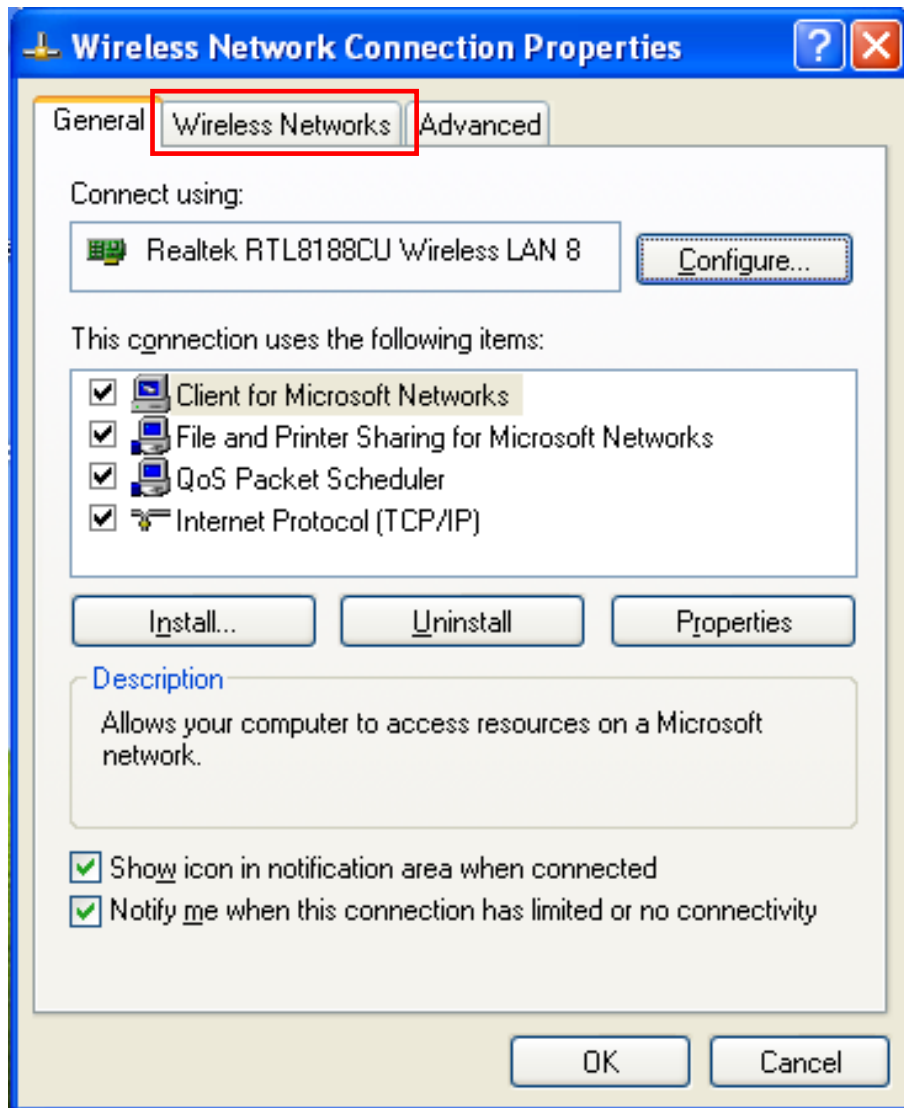 Wireless Network Connection Properties
General Wireless Networks Advanced
Connect using:
Realtek RTL8188CU Wireless LAN 8
Configure...
This connection uses the following items:
Client for Microsoft Networks
File and Printer Sharing for Microsoft Networks
QoS Packet Scheduler
Internet Protocol (TCP/IP)
Install... Uninstall Properties
Description
Allows your computer to access resources on a Microsoft
network.
Show icon in notification area when connected
Notify me when this connection has limited or no connectivity
OK Cancel